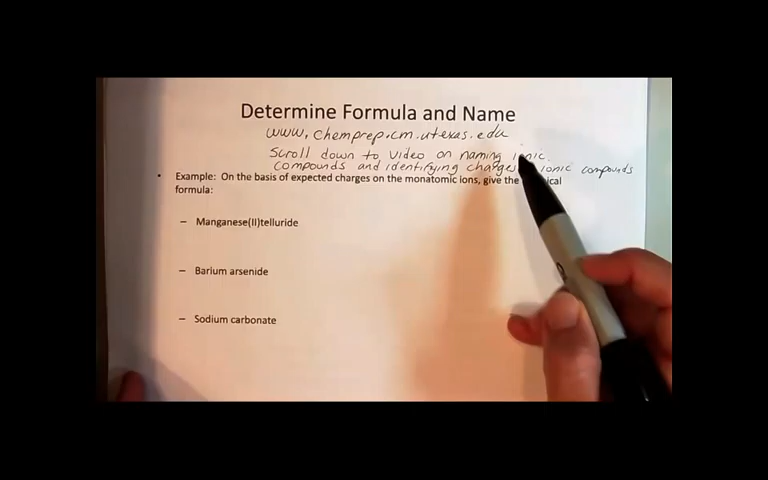 Determine Formula and Name
www.chemprep.cm.utexas.edu
Scroll down to video on naming ionic
compounds and identifying charges ionic compounds
• Example: On the basis of expected charges on the monatomic ions, give the
formula:
– Manganese(II)telluride
– Barium arsenide
– Sodium carbonate